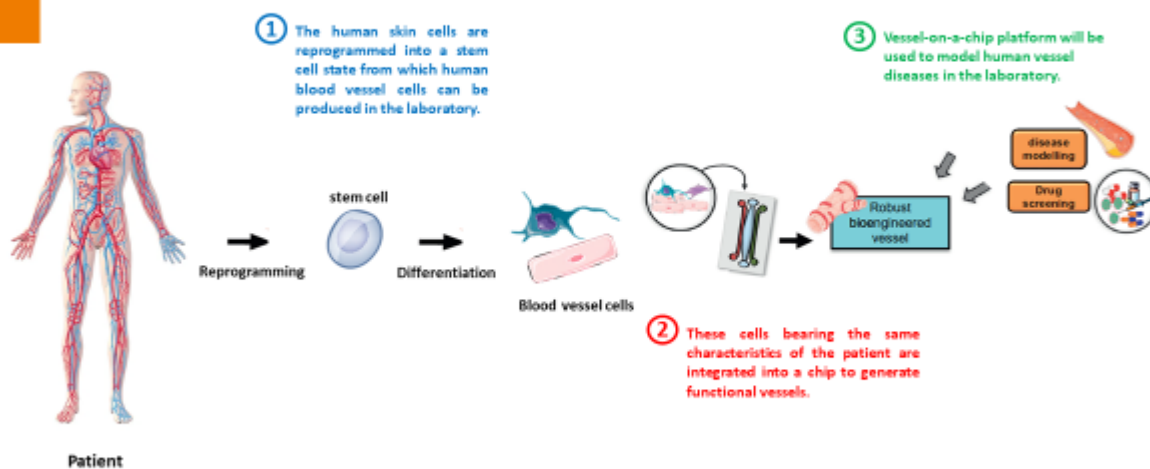 1 The human skin cells are
reprogrammed into a stem
cell state from which human
blood vessel cells can be
produced in the laboratory.
3 Vessel-on-a-chip platform will be
used to model human vessel
diseases in the laboratory.
disease
modelling
Drug
screening
stem cell
Robust
bioengineered
vessel
Reprogramming
Differentiation
Blood vessel cells
2 These cells bearing the same
characteristics of the patient are
integrated into a chip to generate
functional vessels.
Patient